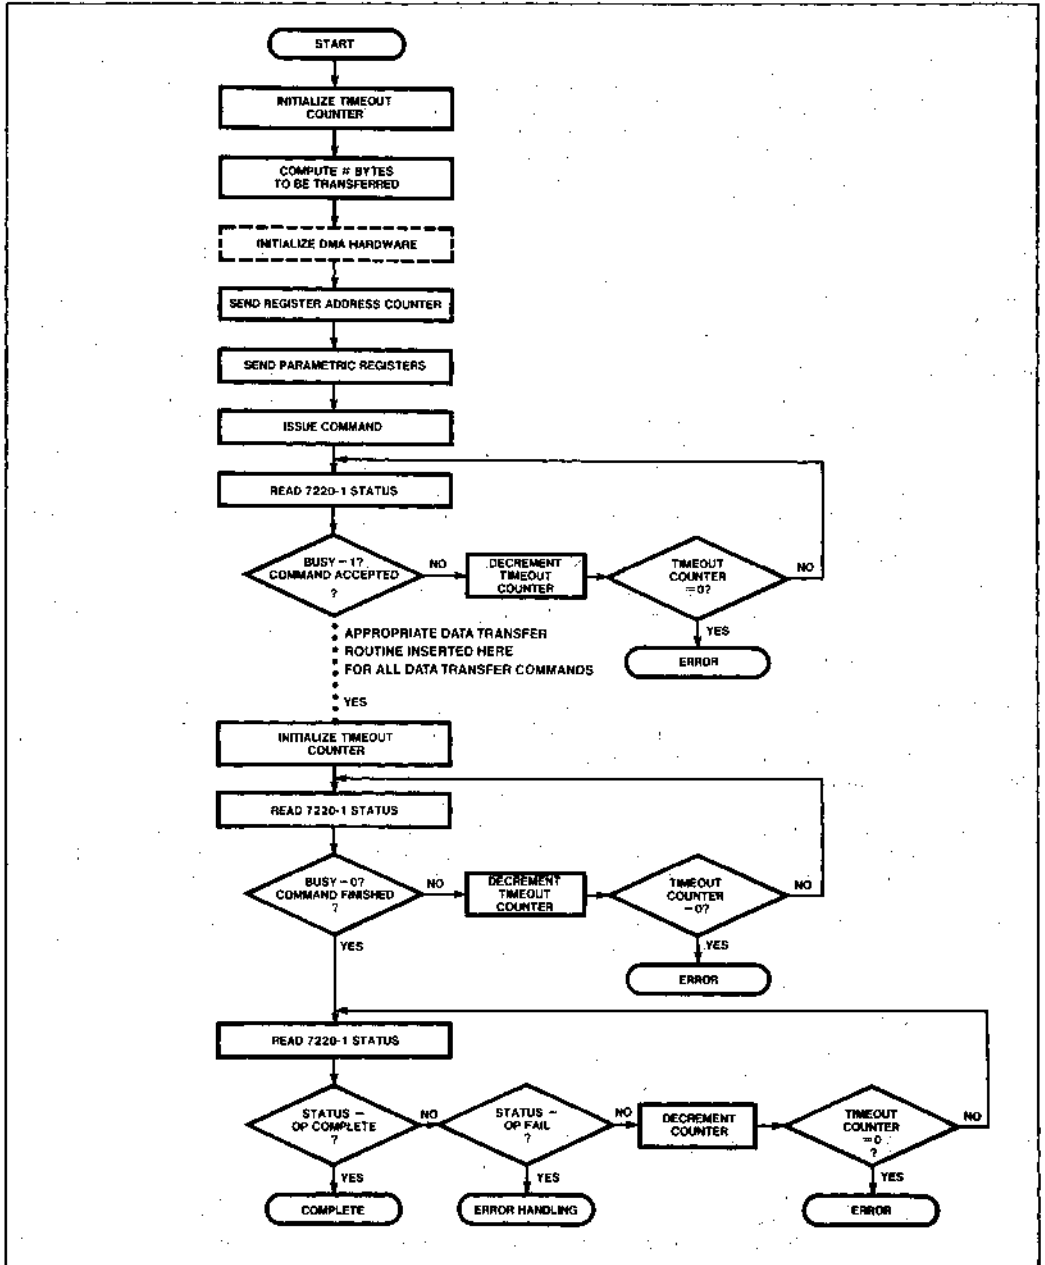 START
INITIALIZE TIMEOUT
COUNTER
COMPUTE # BYTES
TO BE TRANSFERRED
INITIALIZE DMA HARDWARE
SEND REGISTER ADDRESS COUNTER
SEND PARAMETRIC REGISTERS
ISSUE COMMAND
READ 7220-1 STATUS
BUSY = 1?
COMMAND ACCEPTED
?
NO
DECREMENT
TIMEOUT
COUNTER
TIMEOUT
COUNTER
=0?
NO
YES
ERROR
APPROPRIATE DATA TRANSFER
ROUTINE INSERTED HERE
FOR ALL DATA TRANSFER COMMANDS
YES
INITIALIZE TIMEOUT
COUNTER
READ 7220-1 STATUS
BUSY = 0?
COMMAND FINISHED
?
NO
DECREMENT
TIMEOUT
COUNTER
TIMEOUT
COUNTER
=0?
NO
YES
ERROR
YES
READ 7220-1 STATUS
STATUS =
OP COMPLETE
?
NO
STATUS =
OP FAIL
?
NO
DECREMENT
COUNTER
TIMEOUT
COUNTER
=0
?
NO
YES
COMPLETE
YES
ERROR HANDLING
YES
ERROR